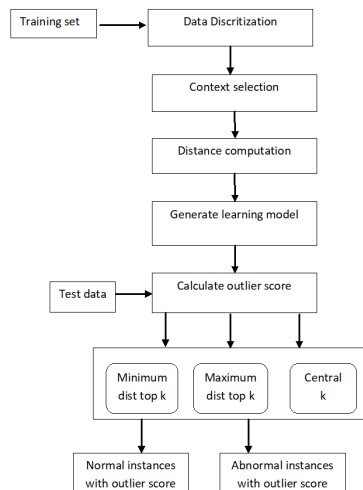 Training set
Data Discritization
Context selection
Distance computation
Generate learning model
Test data
Calculate outlier score
Minimum
dist top k
Maximum
dist top k
Central
k
Normal instances
with outlier score
Abnormal instances
with outlier score